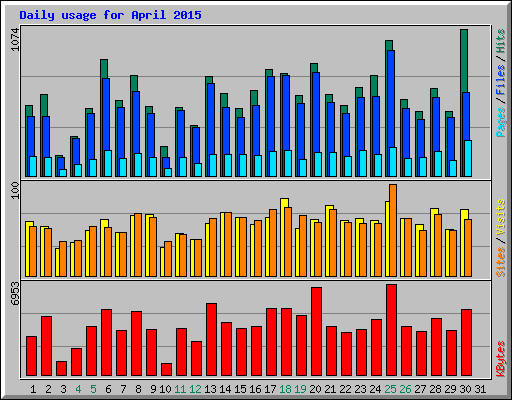 Daily usage for April 2015
1074
Pages / Files / Hits
100
Sites / Visits
6953
KBytes
1 2 3 4 5 6 7 8 9 10 11 12 13 14 15 16 17 18 19 20 21 22 23 24 25 26 27 28 29 30 31